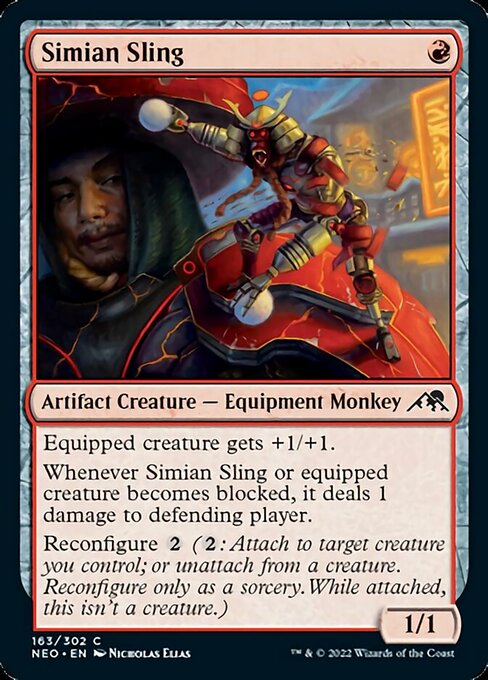 Simian Sling
Artifact Creature — Equipment Monkey
Equipped creature gets +1/+1.
Whenever Simian Sling or equipped
creature becomes blocked, it deals 1
damage to defending player.
Reconfigure 2 (2: Attach to target creature
you control; or unattach from a creature.
Reconfigure only as a sorcery. While attached,
this isn't a creature.)
1/1
163/302 C
NEO • EN Nicholas Elias
™ & © 2022 Wizards of the Coast